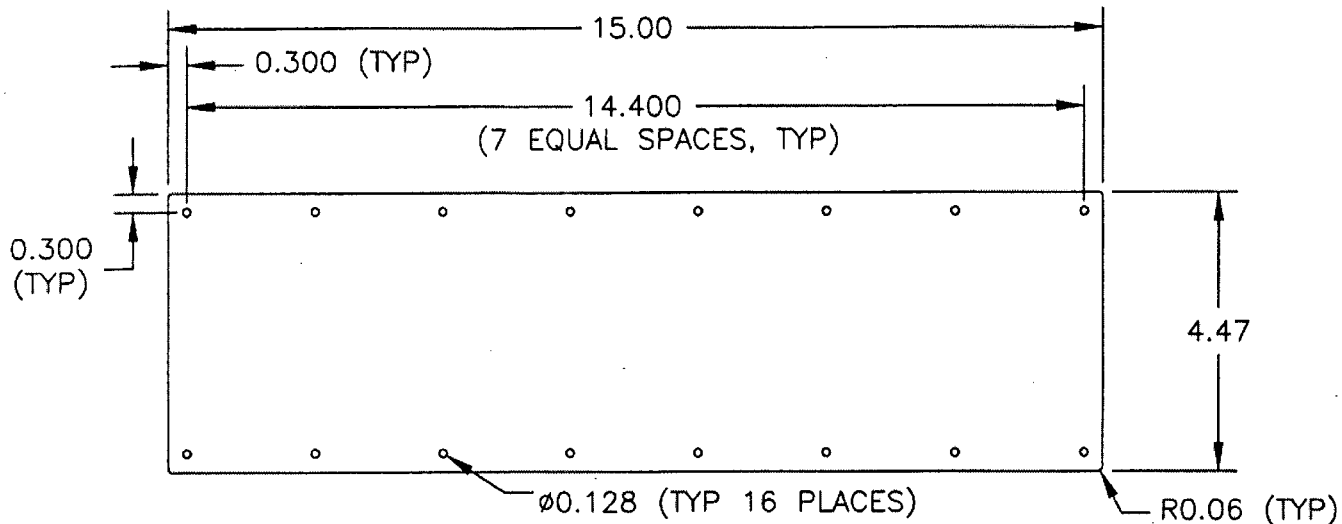 15.00
0.300 (TYP)
14.400
(7 EQUAL SPACES, TYP)
0.300
(TYP)
4.47
⌀0.128 (TYP 16 PLACES)
R0.06 (TYP)